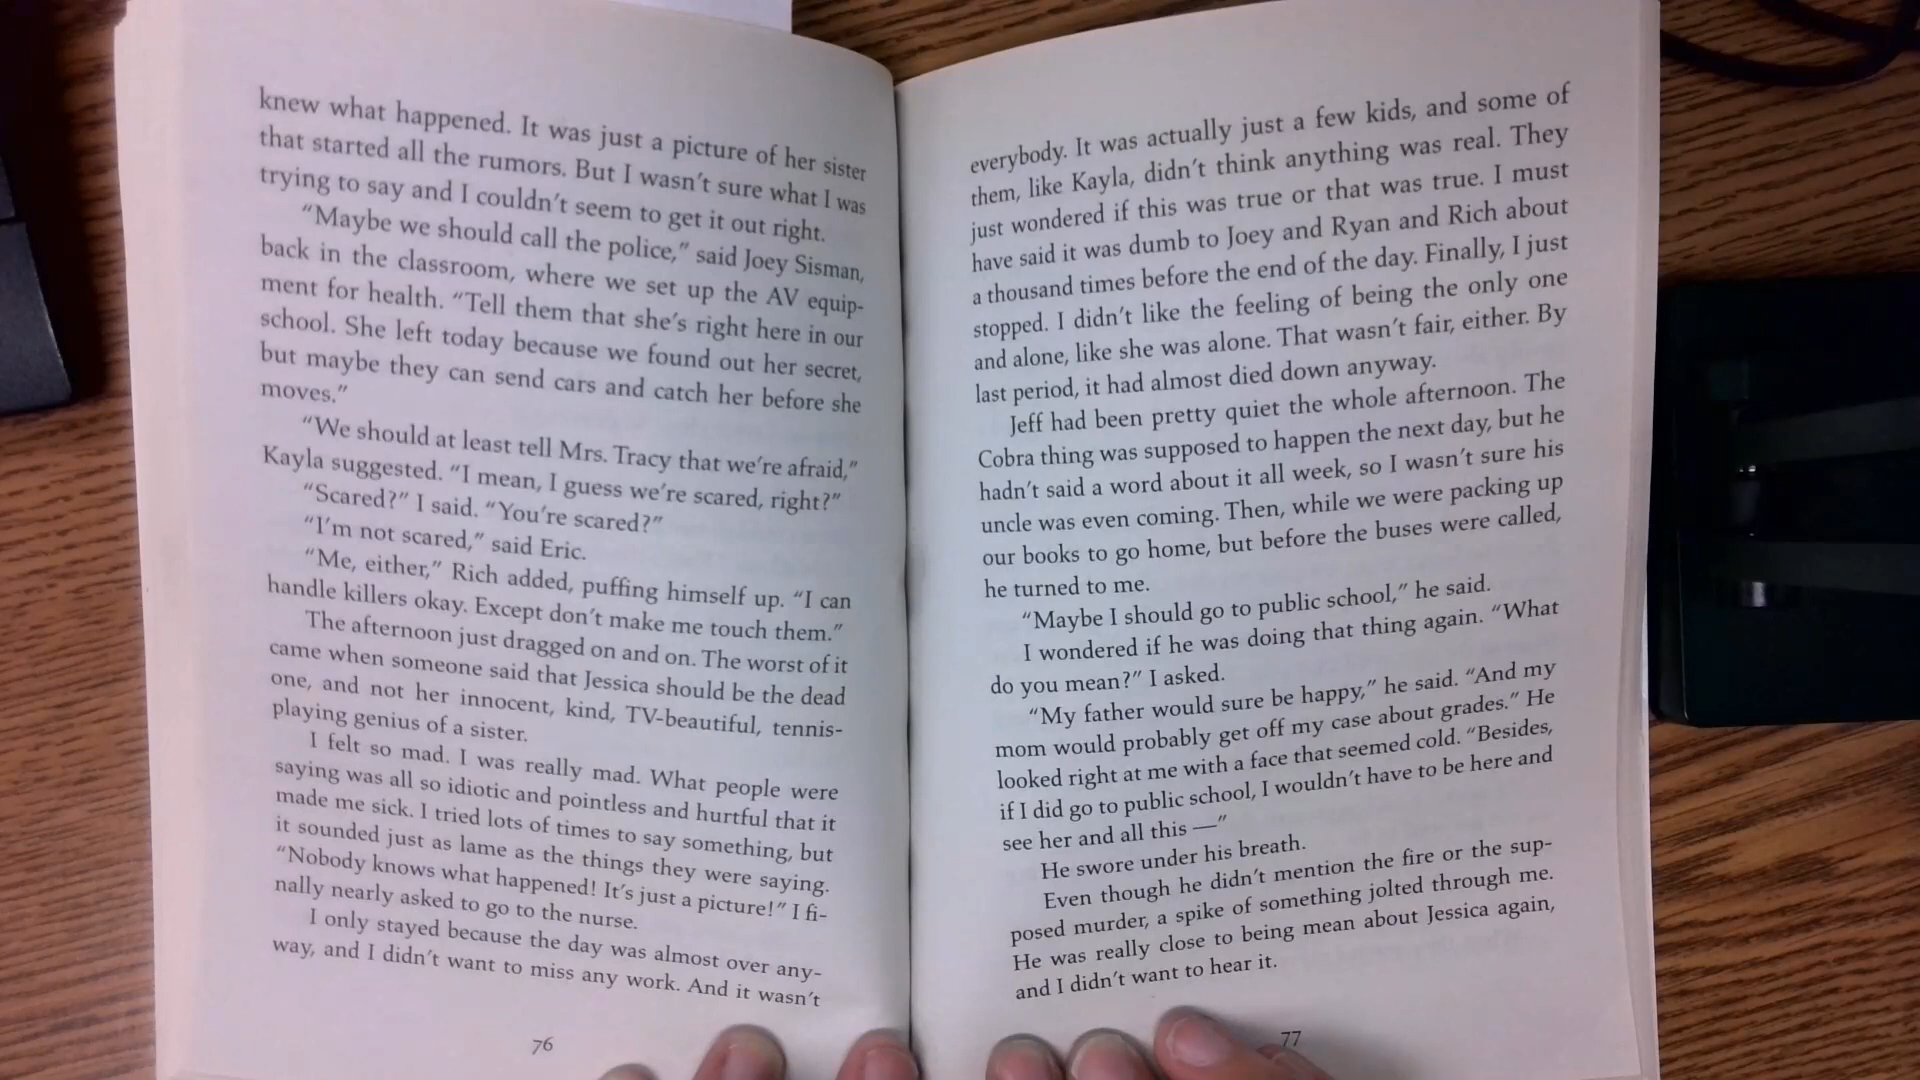 knew what happened. It was just a picture of her sister
that started all the rumors. But I wasn't sure what I was
trying to say and I couldn't seem to get it out right.
“Maybe we should call the police,” said Joey Sisman,
back in the classroom, where we set up the AV equip-
ment for health. “Tell them that she's right here in our
school. She left today because we found out her secret,
but maybe they can send cars and catch her before she
moves.”
“We should at least tell Mrs. Tracy that we're afraid,”
Kayla suggested. “I mean, I guess we're scared, right?”
“Scared?” I said. “You're scared?”
“I'm not scared,” said Eric.
“Me, either,” Rich added, puffing himself up. “I can
handle killers okay. Except don't make me touch them.”
The afternoon just dragged on and on. The worst of it
came when someone said that Jessica should be the dead
one, and not her innocent, kind, TV-beautiful, tennis-
playing genius of a sister.
I felt so mad. I was really mad. What people were
saying was all so idiotic and pointless and hurtful that it
made me sick. I tried lots of times to say something, but
it sounded just as lame as the things they were saying.
“Nobody knows what happened! It's just a picture!” I fi-
nally nearly asked to go to the nurse.
I only stayed because the day was almost over any-
way, and I didn't want to miss any work. And it wasn't
76
everybody. It was actually just a few kids, and some of
them, like Kayla, didn't think anything was real. They
just wondered if this was true or that was true. I must
have said it was dumb to Joey and Ryan and Rich about
a thousand times before the end of the day. Finally, I just
stopped. I didn't like the feeling of being the only one
and alone, like she was alone. That wasn't fair, either. By
last period, it had almost died down anyway.
Jeff had been pretty quiet the whole afternoon. The
Cobra thing was supposed to happen the next day, but he
hadn't said a word about it all week, so I wasn't sure his
uncle was even coming. Then, while we were packing up
our books to go home, but before the buses were called,
he turned to me.
“Maybe I should go to public school,” he said.
I wondered if he was doing that thing again. “What
do you mean?” I asked.
“My father would sure be happy,” he said. “And my
mom would probably get off my case about grades.” He
looked right at me with a face that seemed cold. “Besides,
if I did go to public school, I wouldn't have to be here and
see her and all this —”
He swore under his breath.
Even though he didn't mention the fire or the sup-
posed murder, a spike of something jolted through me.
He was really close to being mean about Jessica again,
and I didn't want to hear it.
77